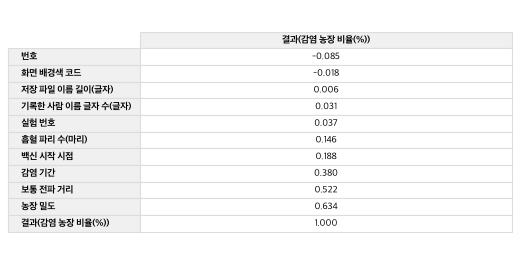 결과(감염 농장 비율(%))
번호 -0.085
화면 배경색 코드 -0.018
저장 파일 이름 길이(글자) 0.006
기록한 사람 이름 글자 수(글자) 0.031
실험 번호 0.037
흡혈 파리 수(마리) 0.146
백신 시작 시점 0.188
감염 기간 0.380
보통 전파 거리 0.522
농장 밀도 0.634
결과(감염 농장 비율(%)) 1.000